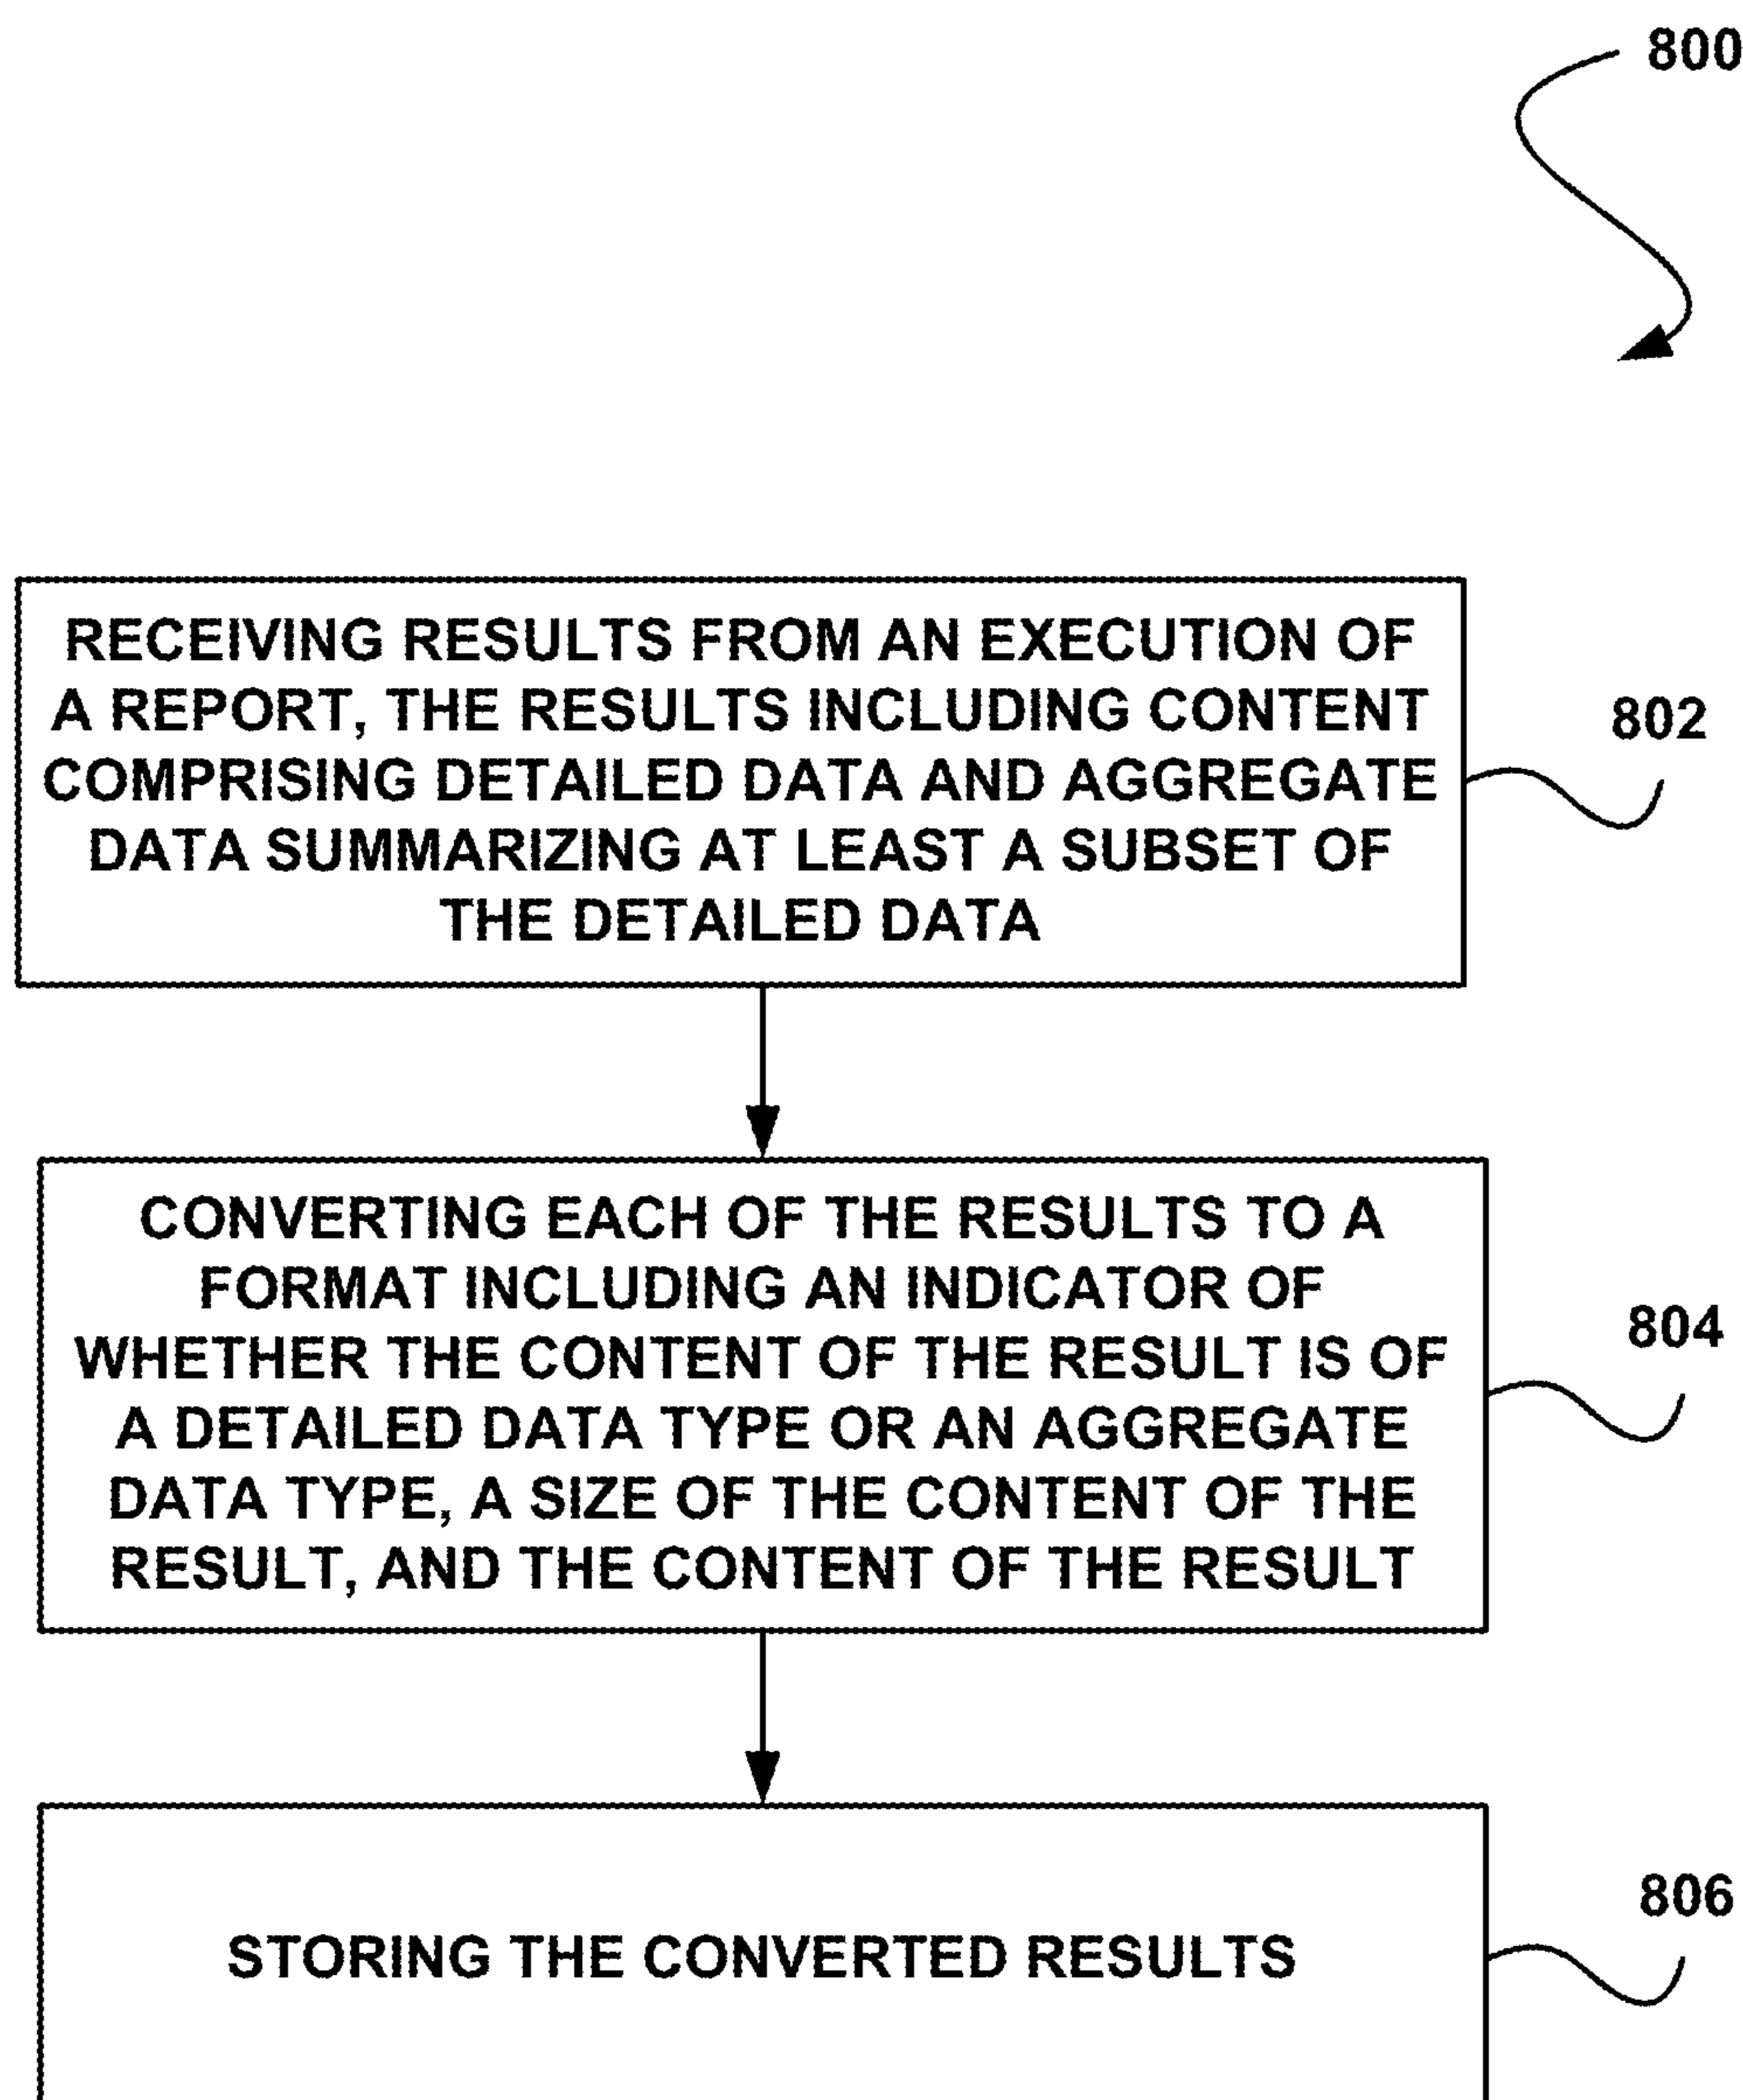 800
RECEIVING RESULTS FROM AN EXECUTION OF
A REPORT, THE RESULTS INCLUDING CONTENT
COMPRISING DETAILED DATA AND AGGREGATE
DATA SUMMARIZING AT LEAST A SUBSET OF
THE DETAILED DATA
802
CONVERTING EACH OF THE RESULTS TO A
FORMAT INCLUDING AN INDICATOR OF
WHETHER THE CONTENT OF THE RESULT IS OF
A DETAILED DATA TYPE OR AN AGGREGATE
DATA TYPE, A SIZE OF THE CONTENT OF THE
RESULT, AND THE CONTENT OF THE RESULT
804
STORING THE CONVERTED RESULTS
806